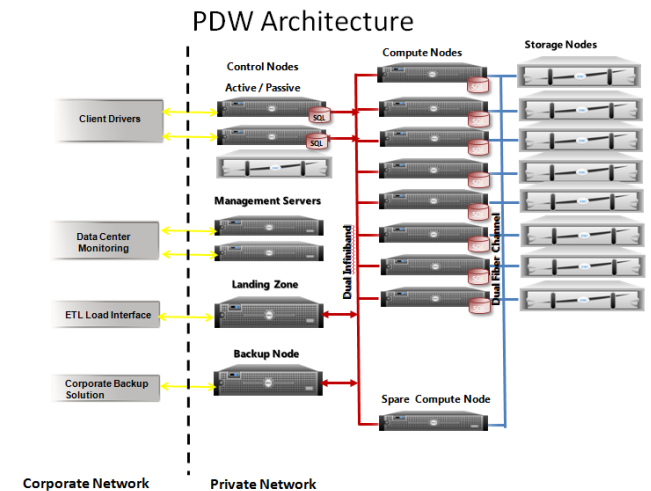 PDW Architecture
Control Nodes
Active / Passive
Compute Nodes
Storage Nodes
Client Drivers
SQL
SQL
Management Servers
Data Center
Monitoring
Dual Infiniband
Dual Fiber Channel
Landing Zone
ETL Load Interface
Backup Node
Corporate Backup
Solution
Spare Compute Node
Corporate Network
Private Network